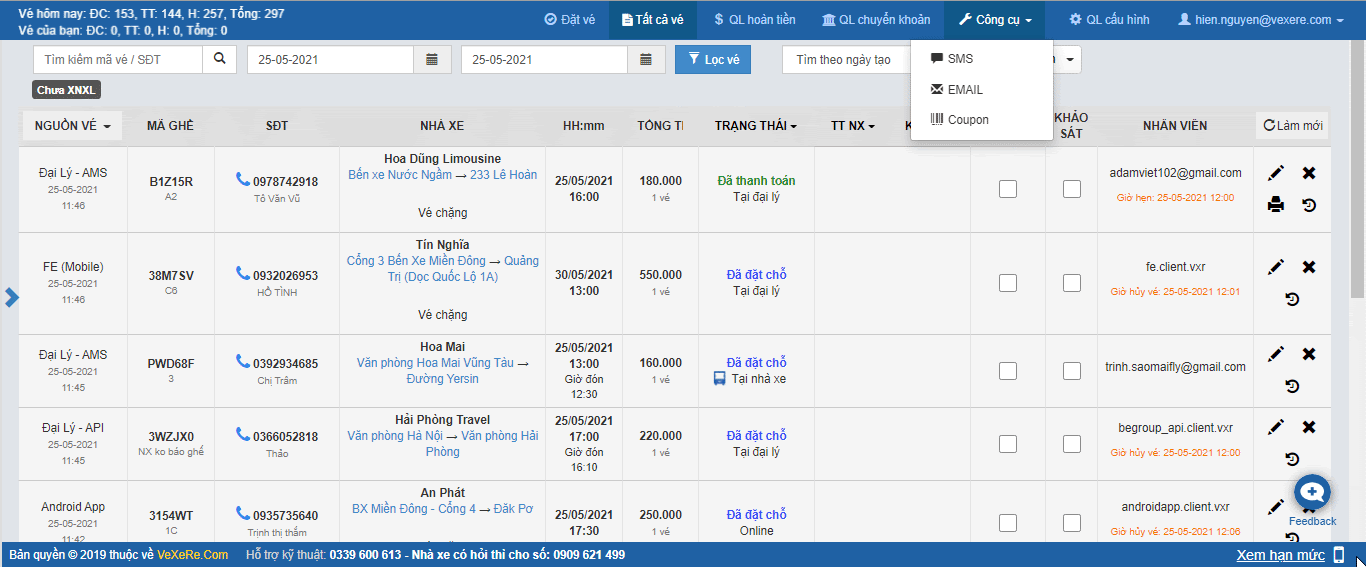 Vé hôm nay: ĐC: 153, TT: 144, H: 257, Tổng: 297
Vé của bạn: ĐC: 0, TT: 0, H: 0, Tổng: 0
Đặt vé
Tất cả vé
QL hoàn tiền
QL chuyển khoản
Công cụ
QL cấu hình
hien.nguyen@vexere.com
Tìm kiếm mã vé / SĐT
25-05-2021
25-05-2021
Lọc vé
Tìm theo ngày tạo
SMS
EMAIL
Coupon
Chưa XNXL
NGUỒN VÉ
MÃ GHẾ
SĐT
NHÀ XE
HH:mm
TỔNG TI
TRẠNG THÁI
TT NX
KHẢO SÁT
NHÂN VIÊN
Làm mới
Đại Lý - AMS
25-05-2021
11:46
B1Z15R
A2
0978742918
Tô Văn Vũ
Hoa Dũng Limousine
Bến xe Nước Ngầm → 233 Lê Hoàn
Vé chặng
25/05/2021
16:00
180.000
1 vé
Đã thanh toán
Tại đại lý
adamviet102@gmail.com
Giờ hẹn: 25-05-2021 12:00
FE (Mobile)
25-05-2021
11:46
38M7SV
C6
0932026953
HỒ TÌNH
Tín Nghĩa
Cổng 3 Bến Xe Miền Đông → Quảng
Trị (Dọc Quốc Lộ 1A)
Vé chặng
30/05/2021
13:00
550.000
1 vé
Đã đặt chỗ
Tại đại lý
fe.client.vxr
Giờ hủy vé: 25-05-2021 12:01
Đại Lý - AMS
25-05-2021
11:45
PWD68F
3
0392934685
Chị Trâm
Hoa Mai
Văn phòng Hoa Mai Vũng Tàu →
Đường Yersin
25/05/2021
13:00
Giờ đón
12:30
160.000
1 vé
Đã đặt chỗ
Tại nhà xe
trinh.saomaifly@gmail.com
Đại Lý - API
25-05-2021
11:45
3WZJX0
NX ko báo ghế
0366052818
Thảo
Hải Phòng Travel
Văn phòng Hà Nội → Văn phòng Hải
Phòng
25/05/2021
17:00
Giờ đón
16:10
220.000
1 vé
Đã đặt chỗ
Tại đại lý
begroup_api.client.vxr
Giờ hủy vé: 25-05-2021 12:00
Android App
25-05-2021
11:42
3154WT
1C
0935735640
Trịnh thị thắm
An Phát
BX Miền Đông - Cổng 4 → Đăk Pơ
25/05/2021
17:30
250.000
1 vé
Đã đặt chỗ
Online
androidapp.client.vxr
Giờ hủy vé: 25-05-2021 12:06
Feedback
Bản quyền © 2019 thuộc về VeXeRe.Com
Hỗ trợ kỹ thuật: 0339 600 613 - Nhà xe có hỏi thì cho số: 0909 621 499
Xem hạn mức